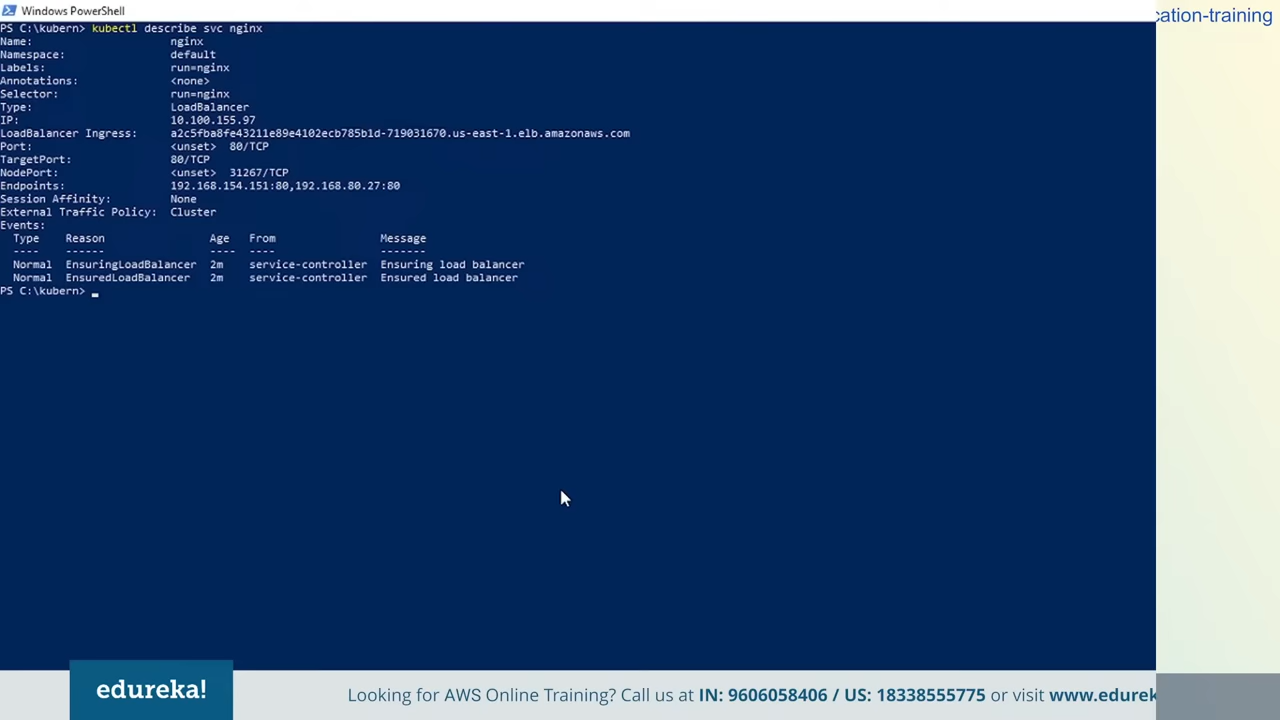 Windows PowerShell
cation-training
PS C:\kubern> kubectl describe svc nginx
Name: nginx
Namespace: default
Labels: run=nginx
Annotations: <none>
Selector: run=nginx
Type: LoadBalancer
IP: 10.100.155.97
LoadBalancer Ingress: a2c5fba8fe43211e89e4102ecb785b1d-719031670.us-east-1.elb.amazonaws.com
Port: <unset> 80/TCP
TargetPort: 80/TCP
NodePort: <unset> 31267/TCP
Endpoints: 192.168.154.151:80,192.168.80.27:80
Session Affinity: None
External Traffic Policy: Cluster
Events:
Type Reason Age From Message
---- ------ ---- ---- -------
Normal EnsuringLoadBalancer 2m service-controller Ensuring load balancer
Normal EnsuredLoadBalancer 2m service-controller Ensured load balancer
PS C:\kubern> _
edureka!
Looking for AWS Online Training? Call us at IN: 9606058406 / US: 18338555775 or visit www.edurek